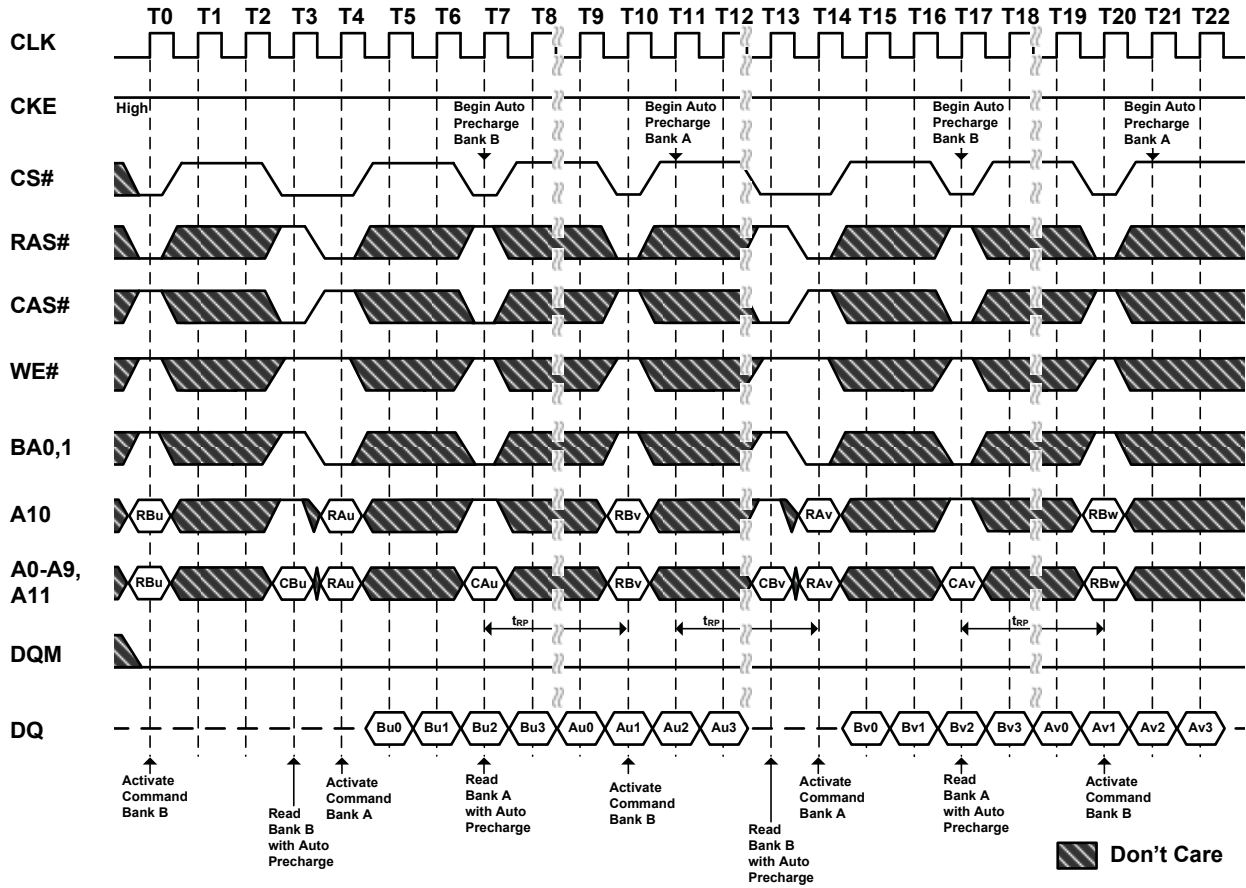 T0 T1 T2 T3 T4 T5 T6 T7 T8 T9 T10 T11 T12 T13 T14 T15 T16 T17 T18 T19 T20 T21 T22
CLK
CKE
High
Begin Auto
Precharge
Bank B
Begin Auto
Precharge
Bank A
Begin Auto
Precharge
Bank B
Begin Auto
Precharge
Bank A
CS#
RAS#
CAS#
WE#
BA0,1
A10
RBu RAu RBv RAv RBw
A0-A9,
A11
RBu CBu RAu CAu RBv CBv RAv CAv RBw
tRP tRP tRP
DQM
DQ
Bu0 Bu1 Bu2 Bu3 Au0 Au1 Au2 Au3 Bv0 Bv1 Bv2 Bv3 Av0 Av1 Av2 Av3
Activate
Command
Bank B
Read
Bank B
with Auto
Precharge
Activate
Command
Bank A
Read
Bank A
with Auto
Precharge
Activate
Command
Bank B
Read
Bank B
with Auto
Precharge
Activate
Command
Bank A
Read
Bank A
with Auto
Precharge
Activate
Command
Bank B
Don't Care